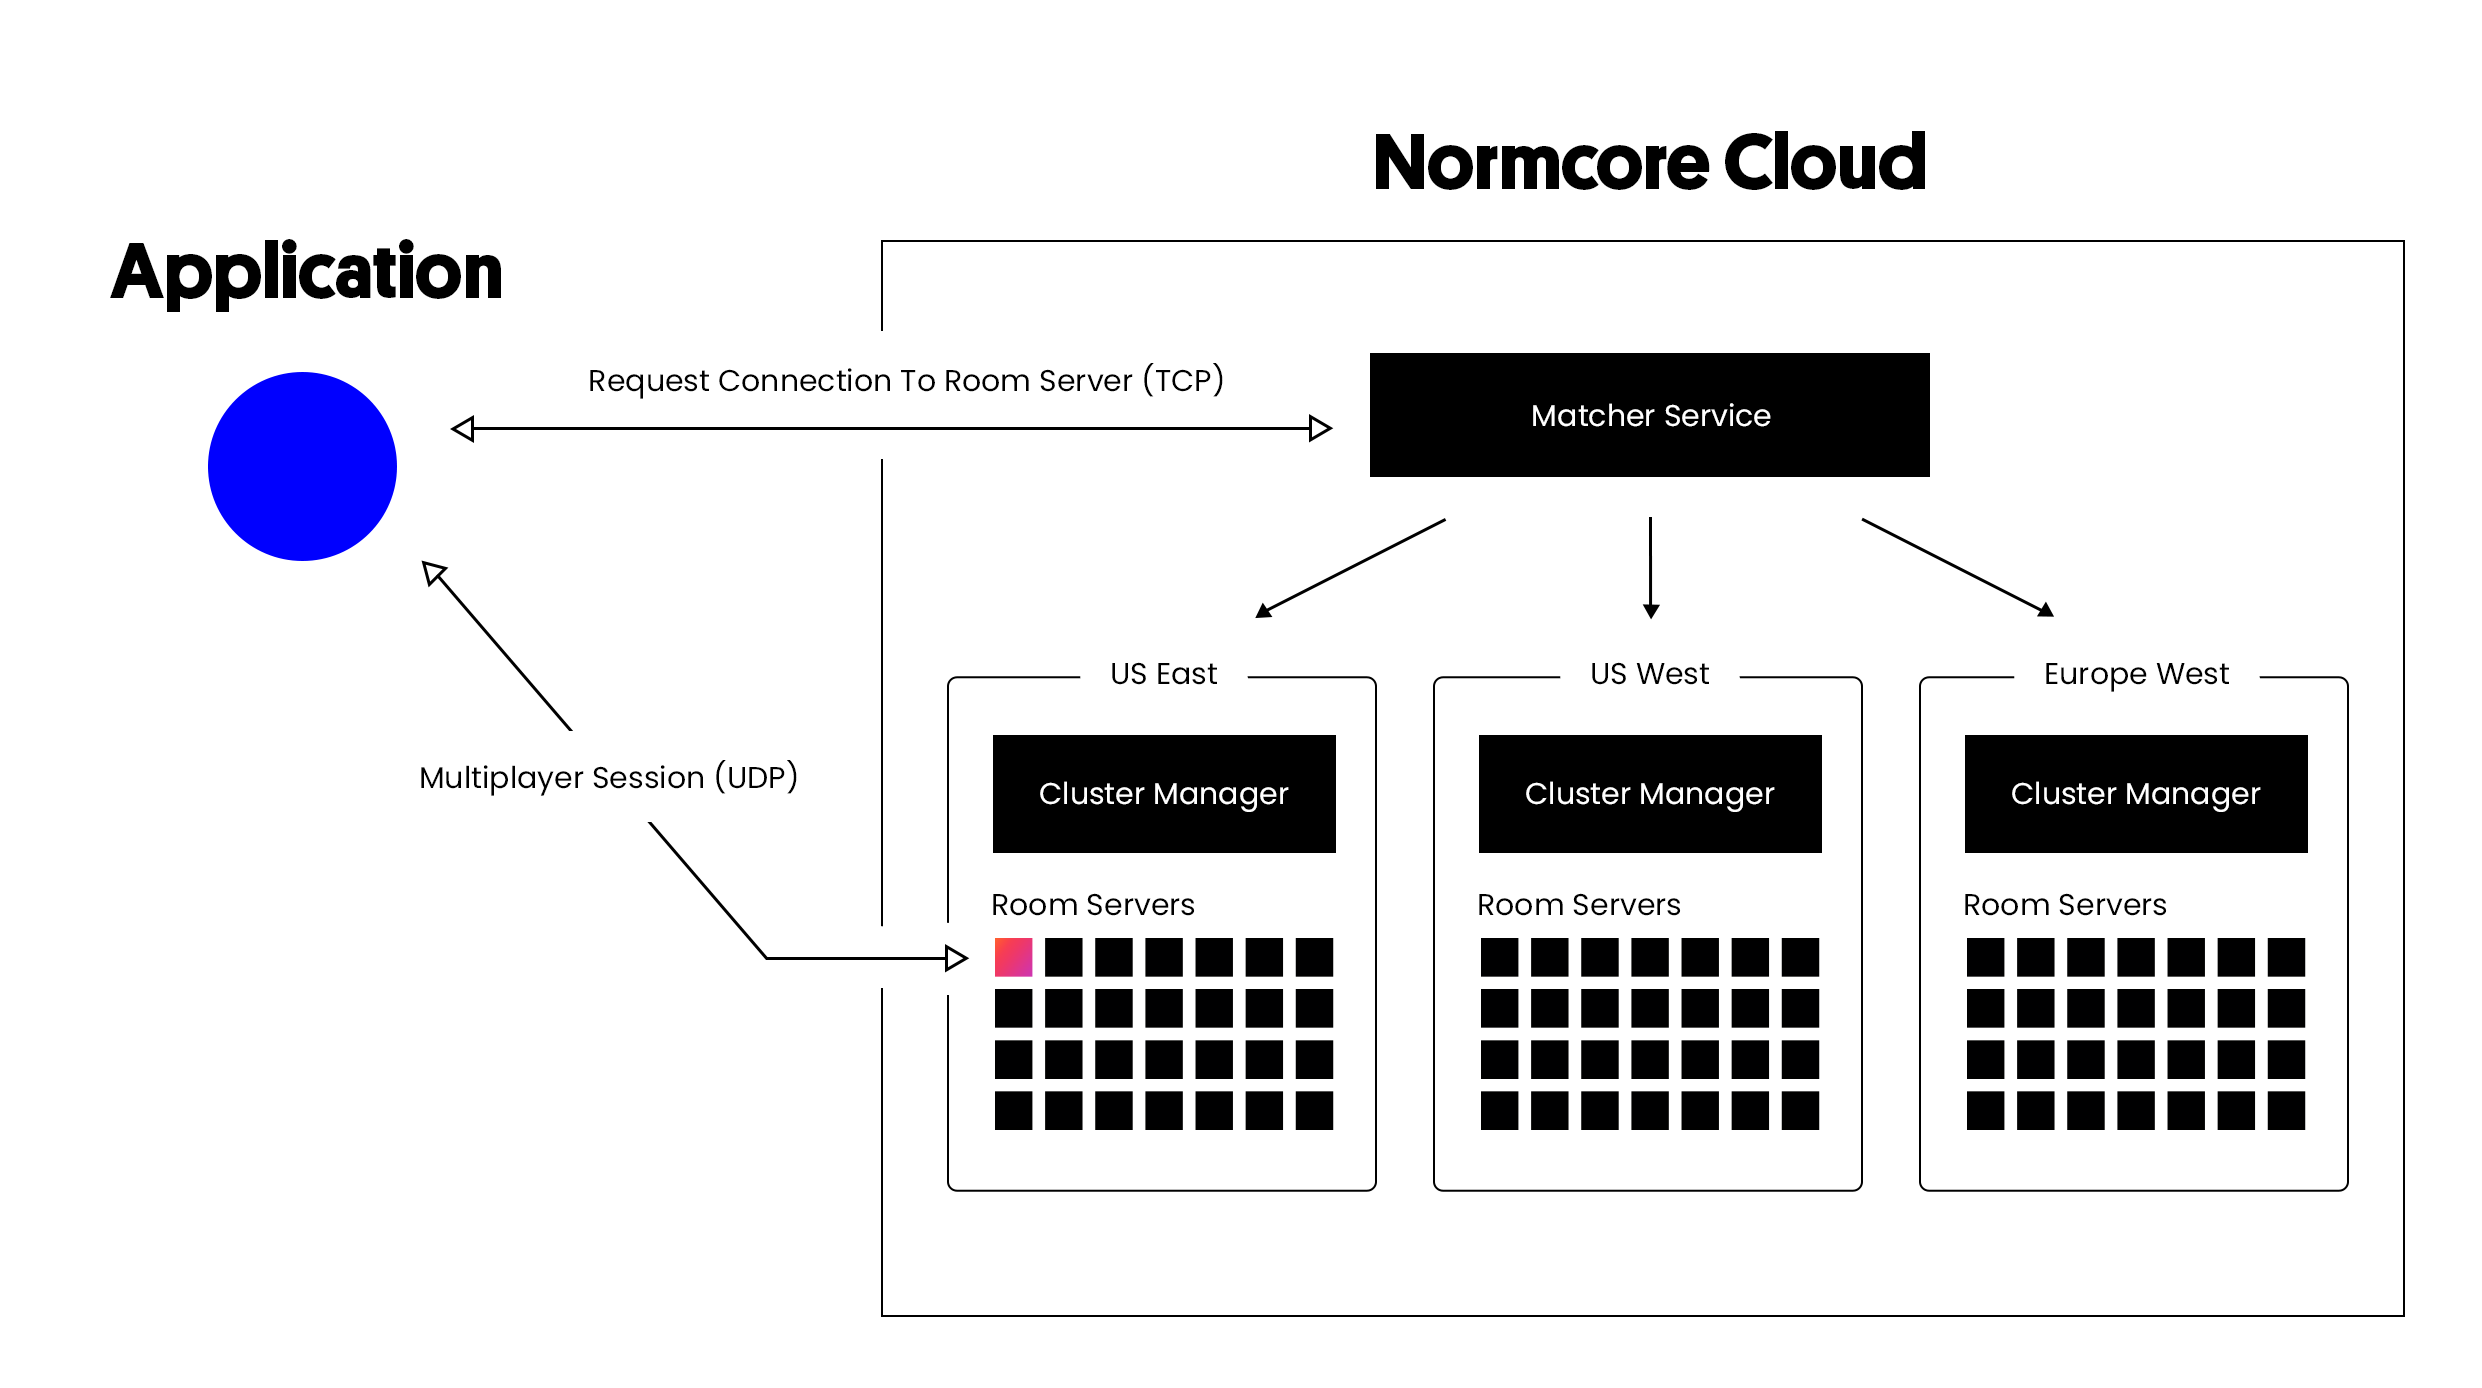 Normcore Cloud
Application
Request Connection To Room Server (TCP)
Matcher Service
US East
US West
Europe West
Multiplayer Session (UDP)
Cluster Manager
Cluster Manager
Cluster Manager
Room Servers
Room Servers
Room Servers